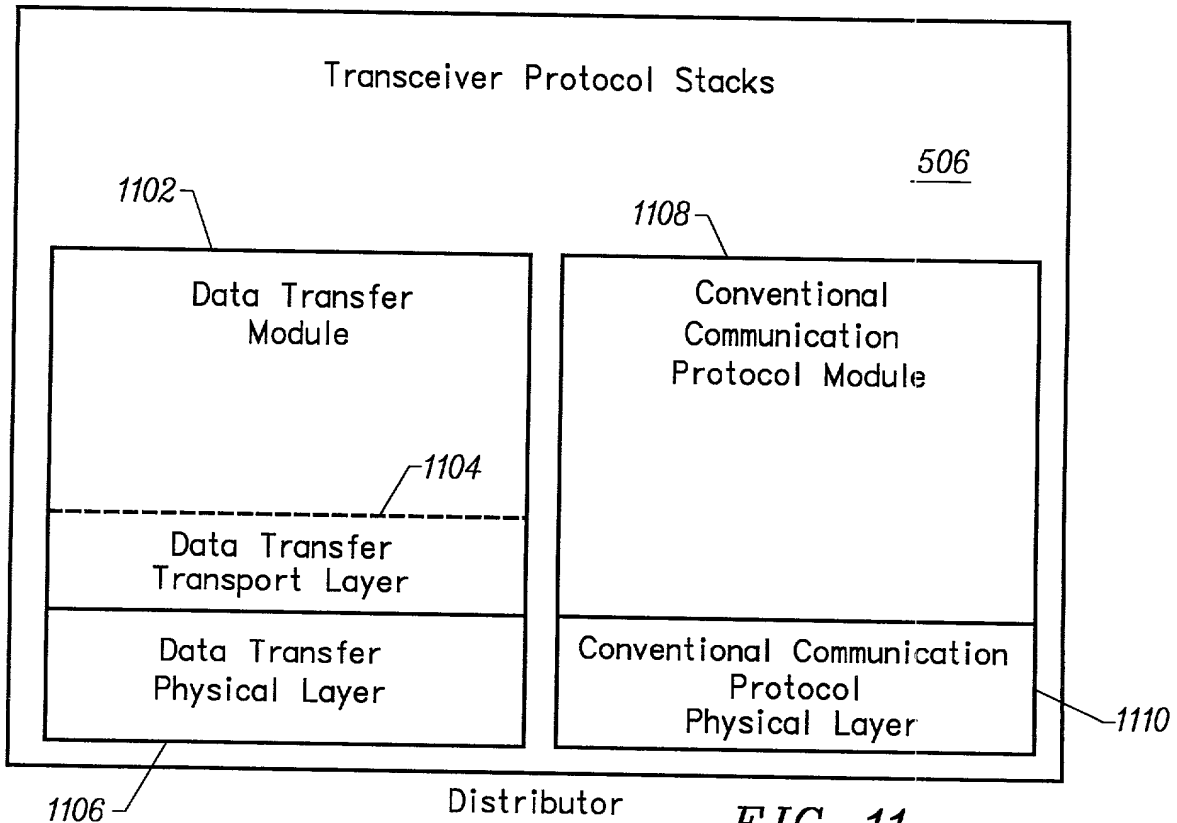 Transceiver Protocol Stacks
506
1102
1108
Data Transfer
Module
Conventional
Communication
Protocol Module
1104
Data Transfer
Transport Layer
Data Transfer
Physical Layer
Conventional Communication
Protocol
Physical Layer
1110
1106
Distributor
FIG. 11